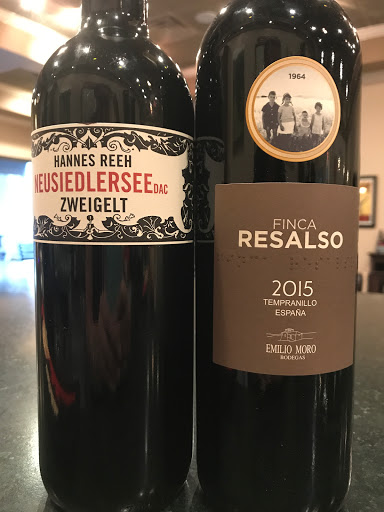 HANNES REEH
NEUSIEDLERSEE DAC
ZWEIGELT
1964
FINCA
RESALSO
2015
TEMPRANILLO
ESPAÑA
EMILIO MORO
BODEGAS